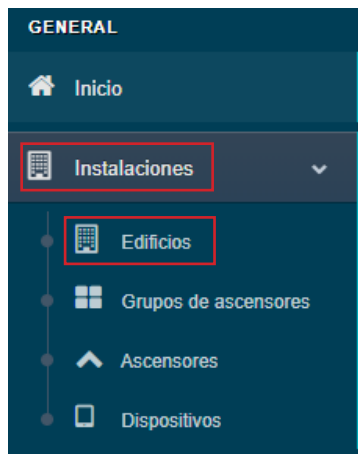 GENERAL
Inicio
Instalaciones
Edificios
Grupos de ascensores
Ascensores
Dispositivos